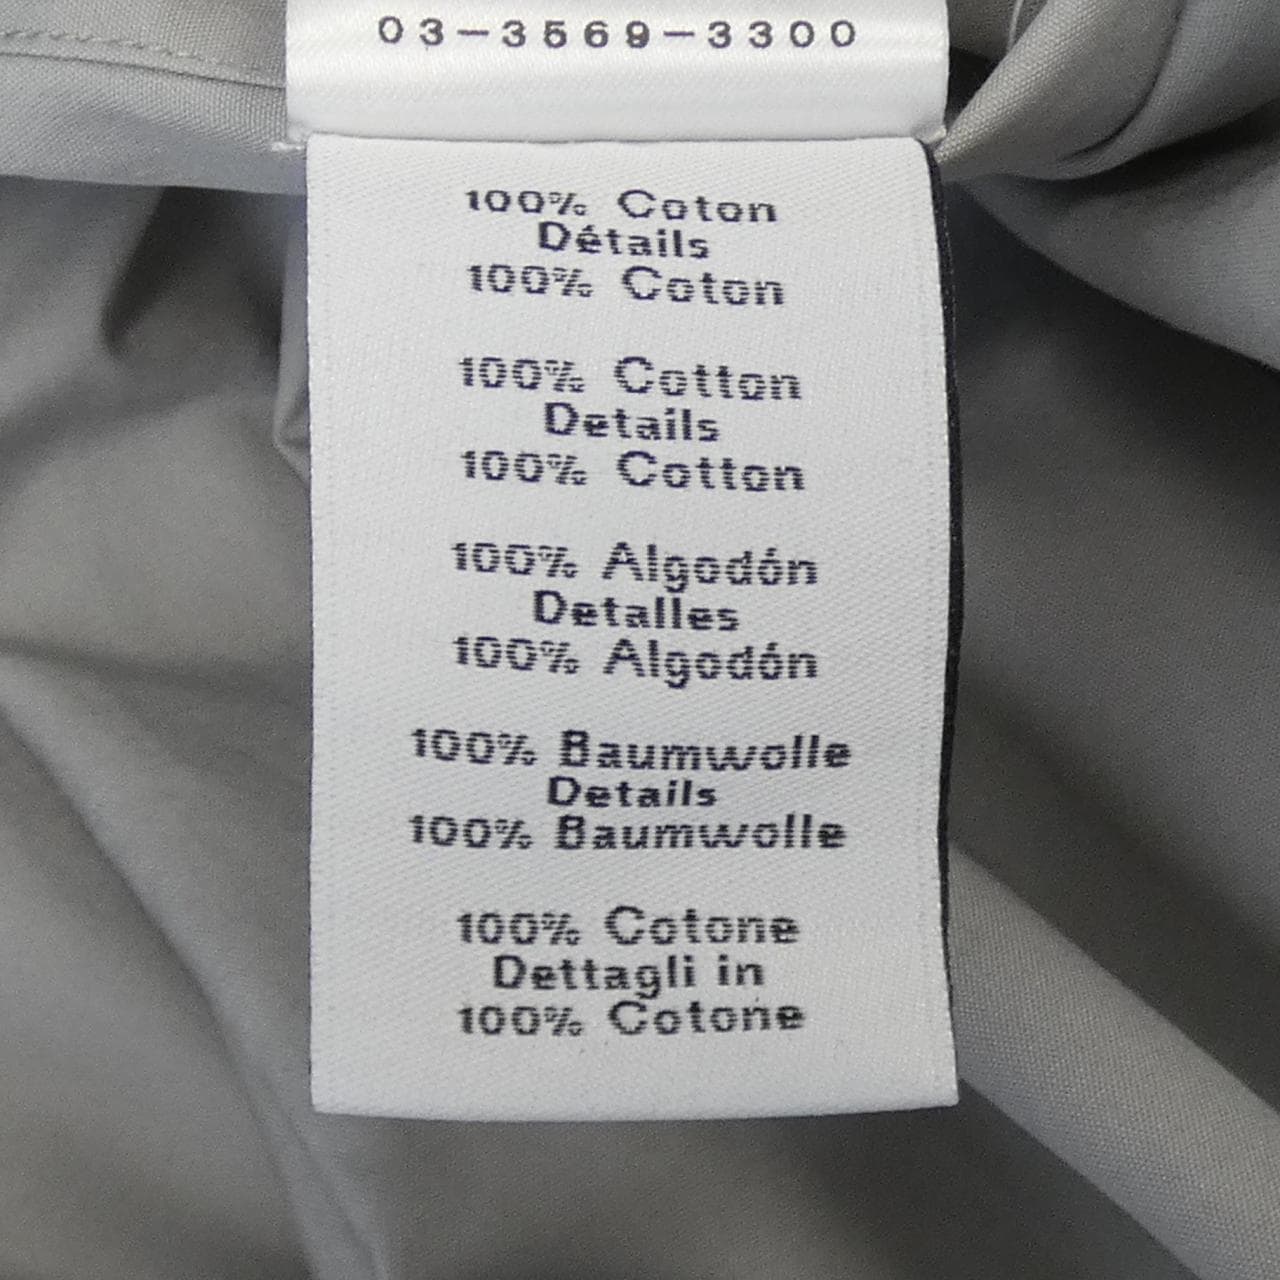 03-3569-3300
100% Coton
Détails
100% Coton
100% Cotton
Details
100% Cotton
100% Algodón
Detalles
100% Algodón
100% Baumwolle
Details
100% Baumwolle
100% Cotone
Dettagli in
100% Cotone